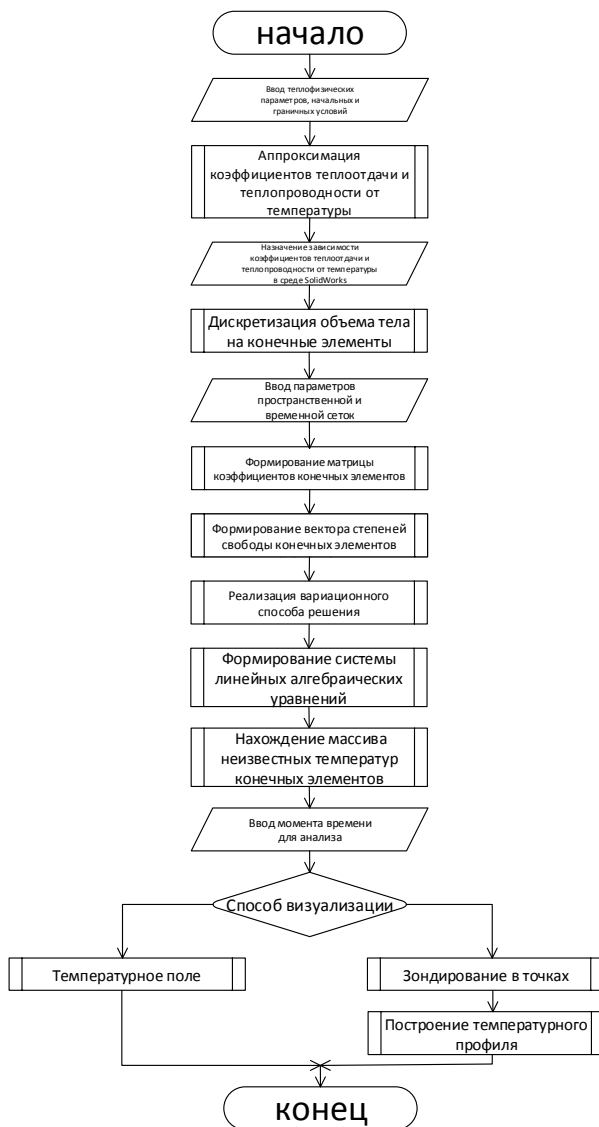 начало
Ввод теплофизических
параметров, начальных и
граничных условий
Аппроксимация
коэффициентов теплоотдачи и
теплопроводности от
температуры
Назначение зависимости
коэффициентов теплоотдачи и
теплопроводности от температуры
в среде SolidWorks
Дискретизация объема тела
на конечные элементы
Ввод параметров
пространственной и
временной сеток
Формирование матрицы
коэффициентов конечных элементов
Формирование вектора степеней
свободы конечных элементов
Реализация вариационного
способа решения
Формирование системы
линейных алгебраических
уравнений
Нахождение массива
неизвестных температур
конечных элементов
Ввод момента времени
для анализа
Способ визуализации
Температурное поле
Зондирование в точках
Построение температурного
профиля
конец